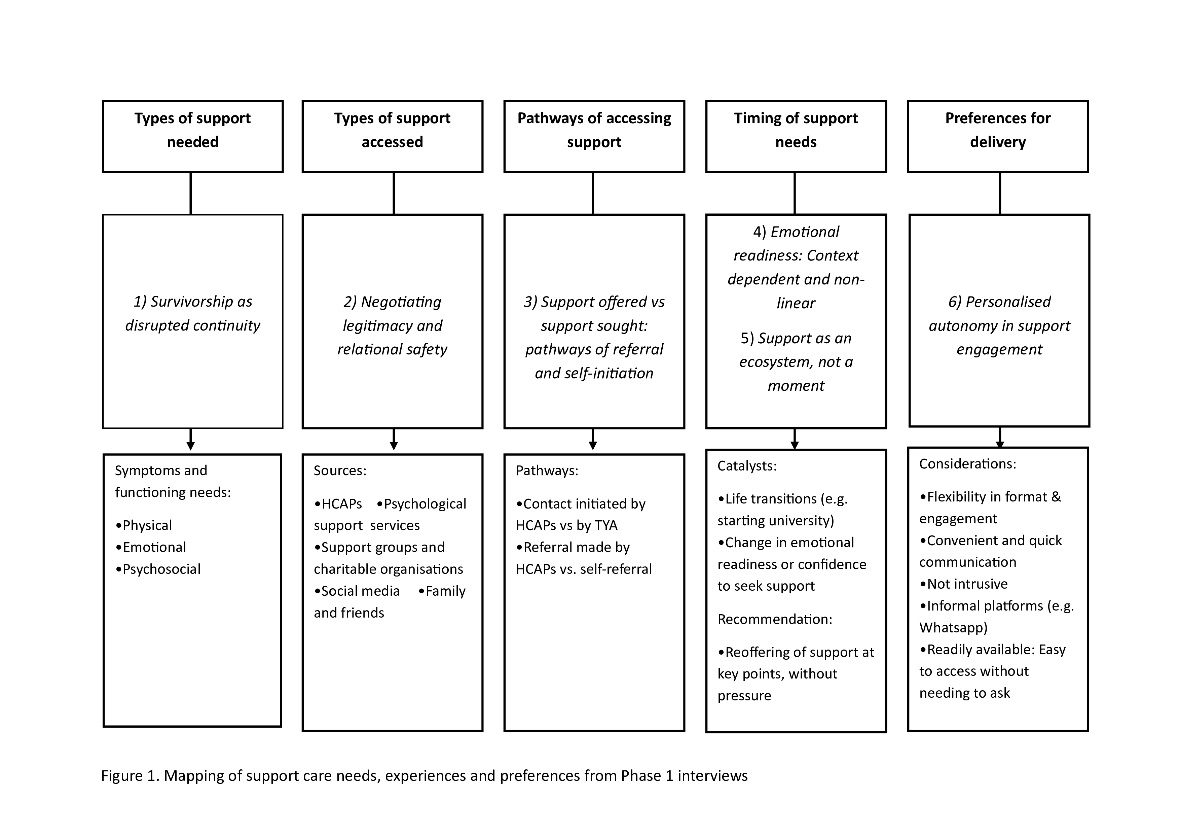 Types of support
needed
Types of support
accessed
Pathways of accessing
support
Timing of support
needs
Preferences for
delivery
1) Survivorship as
disrupted continuity
2) Negotiating
legitimacy and
relational safety
3) Support offered vs
support sought:
pathways of referral
and self-initiation
4) Emotional
readiness: Context
dependent and non-
linear
5) Support as an
ecosystem, not a
moment
6) Personalised
autonomy in support
engagement
Symptoms and
functioning needs:
•Physical
•Emotional
•Psychosocial
Sources:
•HCAPs •Psychological
support services
•Support groups and
charitable organisations
•Social media •Family
and friends
Pathways:
•Contact initiated by
HCAPs vs by TYA
•Referral made by
HCAPs vs. self-referral
Catalysts:
•Life transitions (e.g.
starting university)
•Change in emotional
readiness or confidence
to seek support
Recommendation:
•Reoffering of support at
key points, without
pressure
Considerations:
•Flexibility in format &
engagement
•Convenient and quick
communication
•Not intrusive
•Informal platforms (e.g.
Whatsapp)
•Readily available: Easy
to access without
needing to ask
Figure 1. Mapping of support care needs, experiences and preferences from Phase 1 interviews